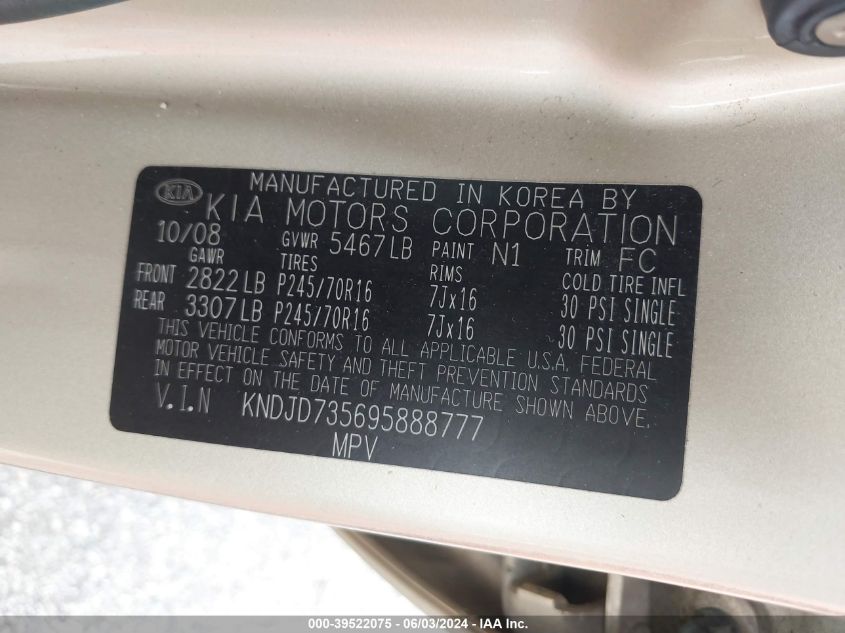 KIA MANUFACTURED IN KOREA BY
KIA MOTORS CORPORATION
10/08 GVWR 5467LB PAINT N1 TRIM FC
GAWR TIRES RIMS COLD TIRE INFL
FRONT 2822LB P245/70R16 7Jx16 30 PSI SINGLE
REAR 3307LB P245/70R16 7Jx16 30 PSI SINGLE
THIS VEHICLE CONFORMS TO ALL APPLICABLE U.S.A. FEDERAL
MOTOR VEHICLE SAFETY AND THEFT PREVENTION STANDARDS
IN EFFECT ON THE DATE OF MANUFACTURE SHOWN ABOVE.
V.I.N KNDJD735695888777
MPV
000-39522075 - 06/03/2024 - IAA Inc.